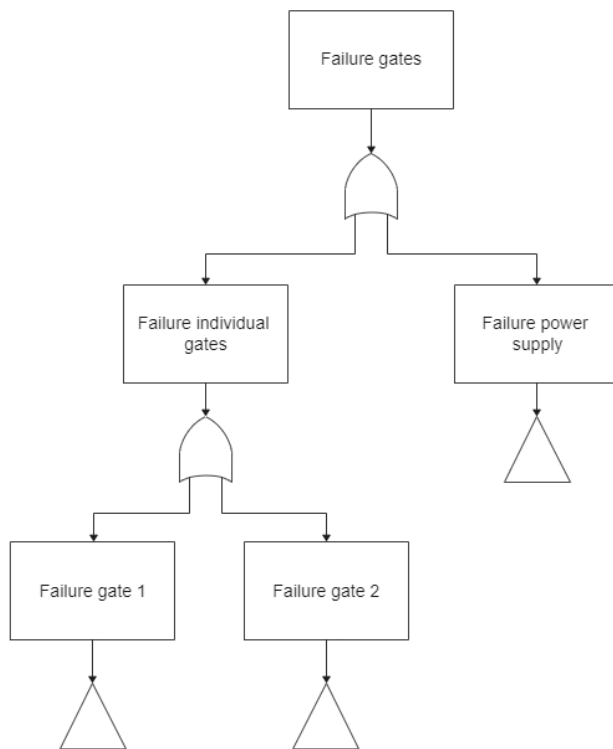 Failure gates
Failure individual
gates
Failure power
supply
Failure gate 1
Failure gate 2